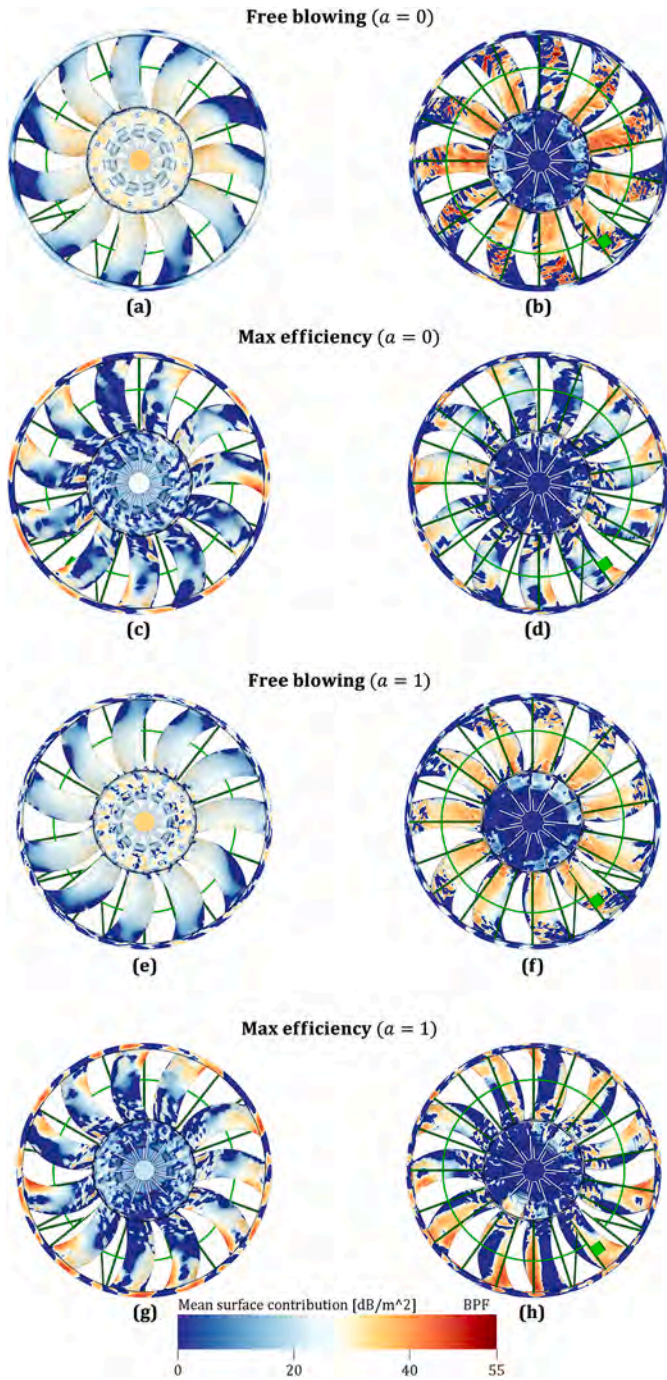 Free blowing (a = 0)
(a)
(b)
Max efficiency (a = 0)
(c)
(d)
Free blowing (a = 1)
(e)
(f)
Max efficiency (a = 1)
(g)
(h)
Mean surface contribution [dB/m^2] BPF
0 20 40 55